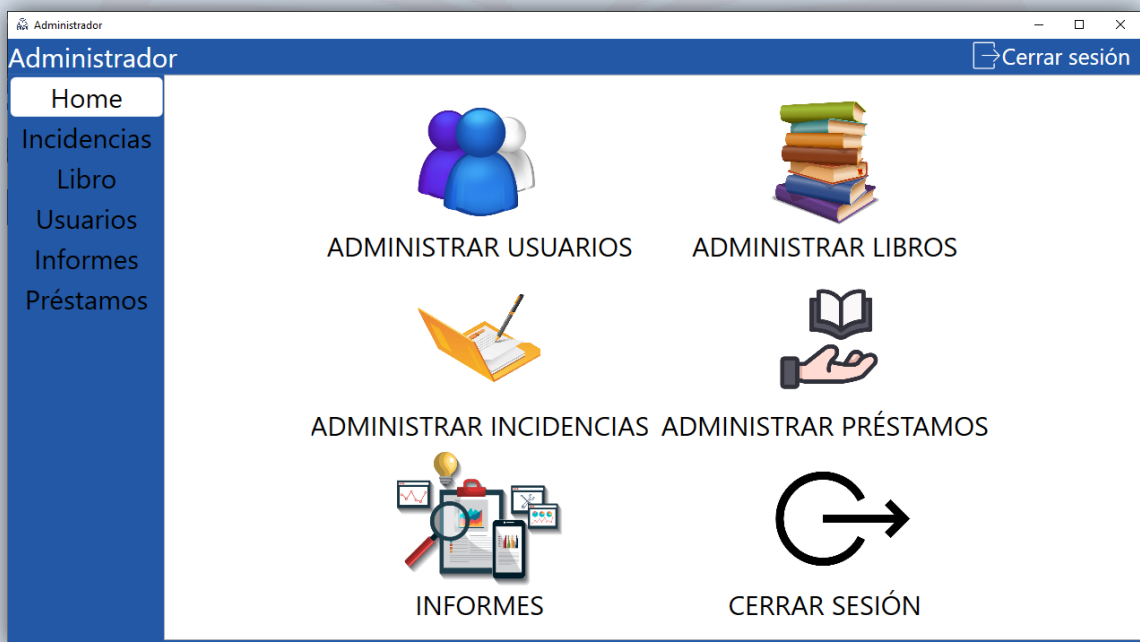 Administrador
Administrador
Cerrar sesión
Home
Incidencias
Libro
Usuarios
Informes
Préstamos
ADMINISTRAR USUARIOS
ADMINISTRAR LIBROS
ADMINISTRAR INCIDENCIAS
ADMINISTRAR PRÉSTAMOS
INFORMES
CERRAR SESIÓN